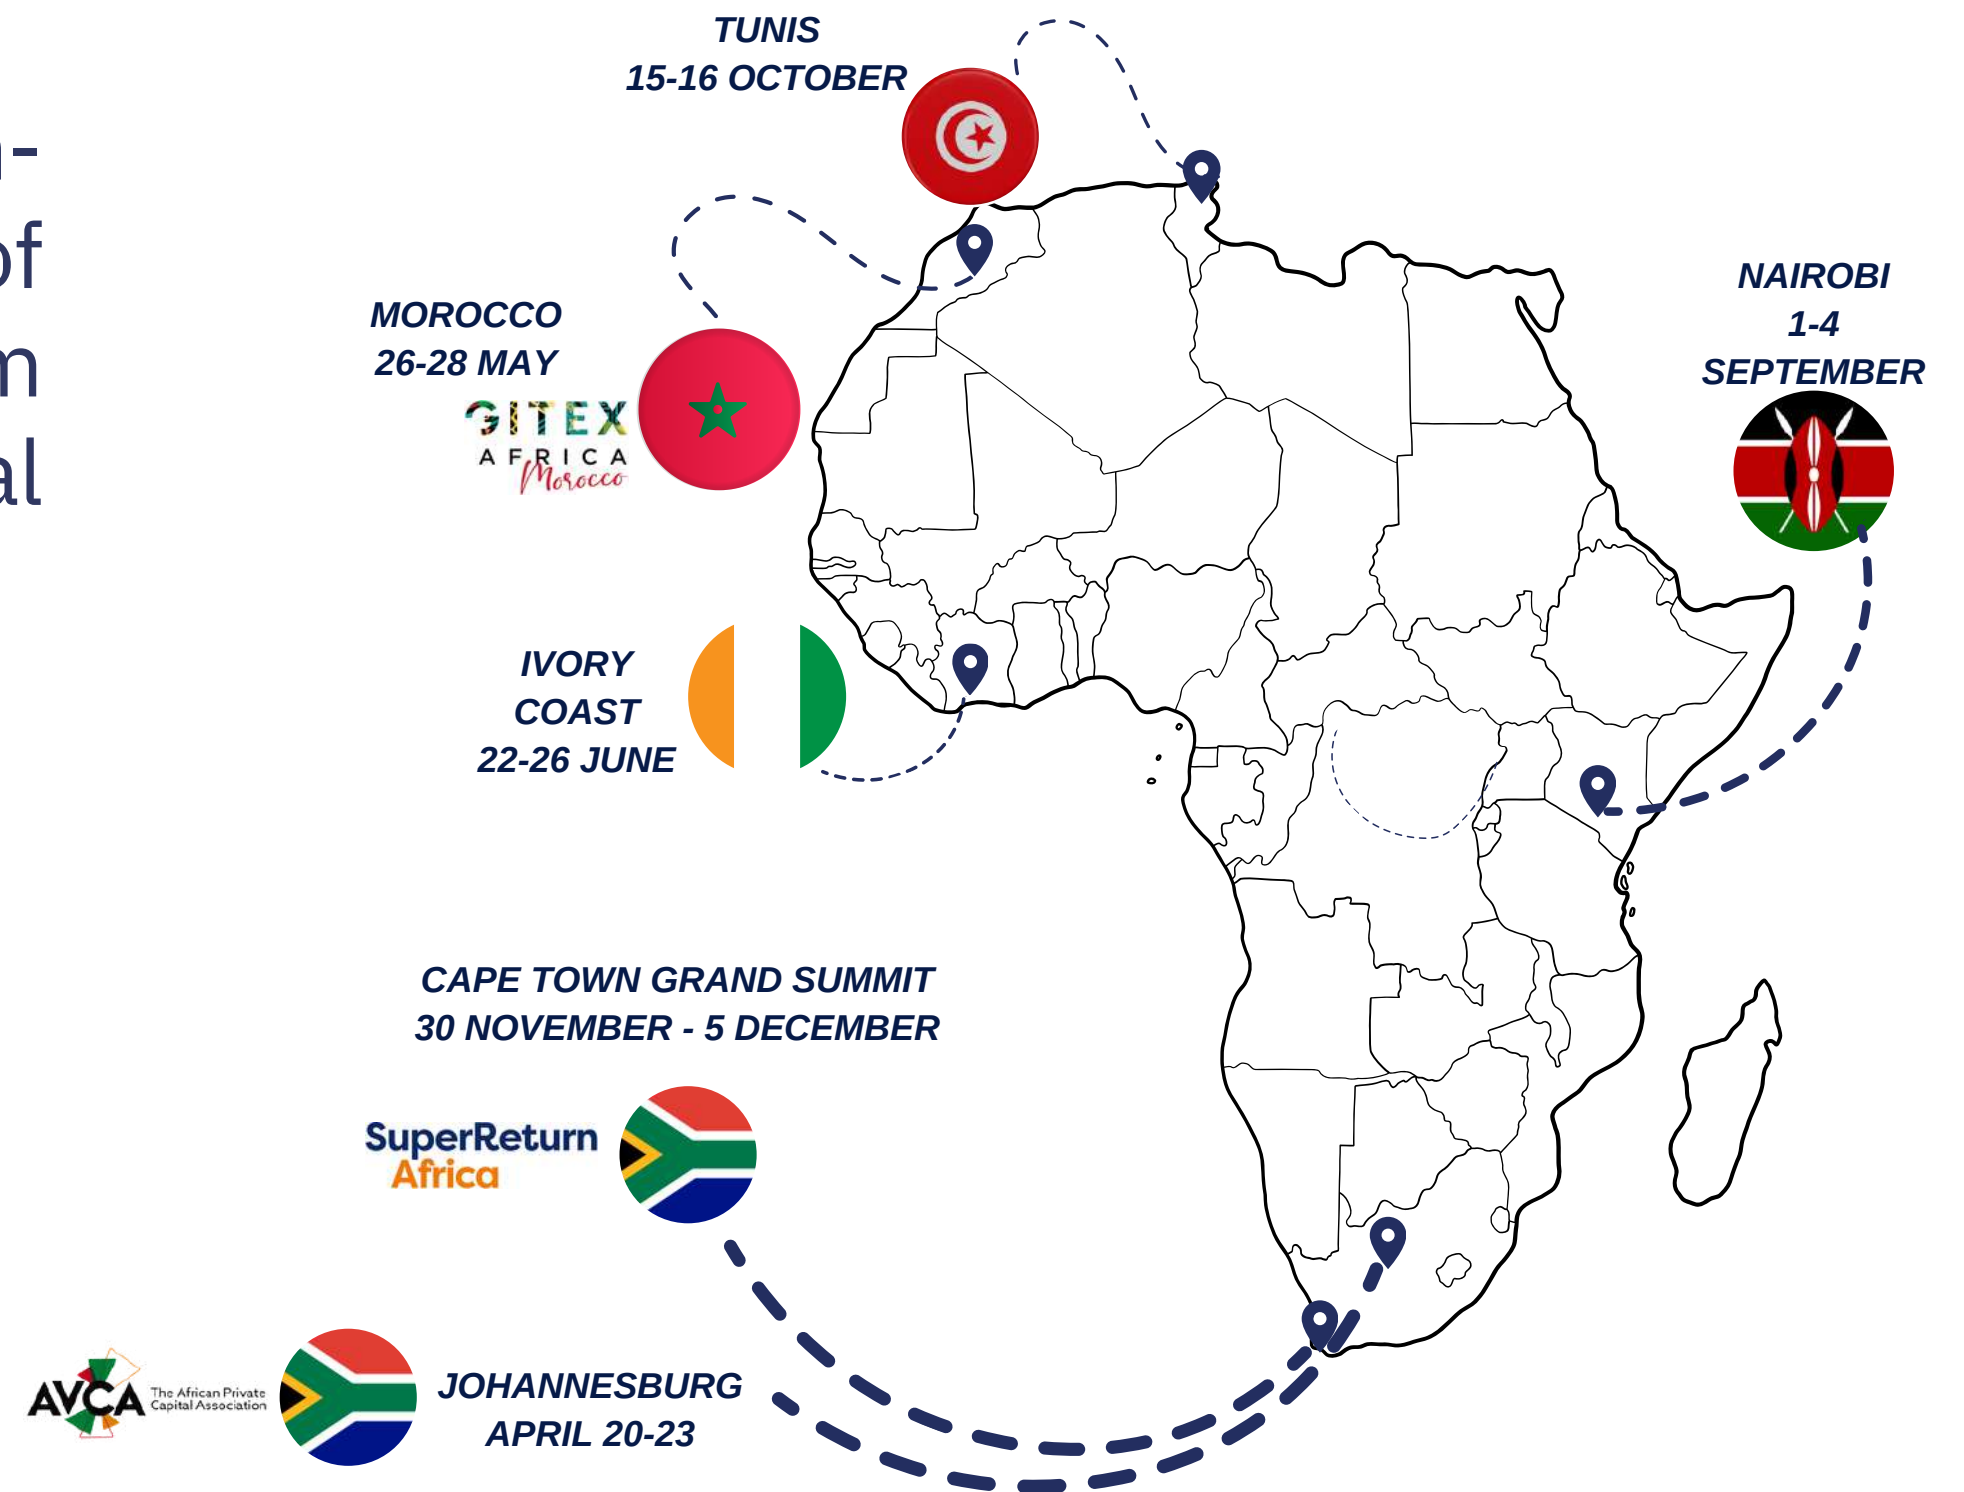 TUNIS
15-16 OCTOBER
of
al
MOROCCO
26-28 MAY
GITEX
AFRICA
Morocco
NAIROBI
1-4
SEPTEMBER
IVORY
COAST
22-26 JUNE
CAPE TOWN GRAND SUMMIT
30 NOVEMBER - 5 DECEMBER
SuperReturn
Africa
AVCA
The African Private
Capital Association
JOHANNESBURG
APRIL 20-23